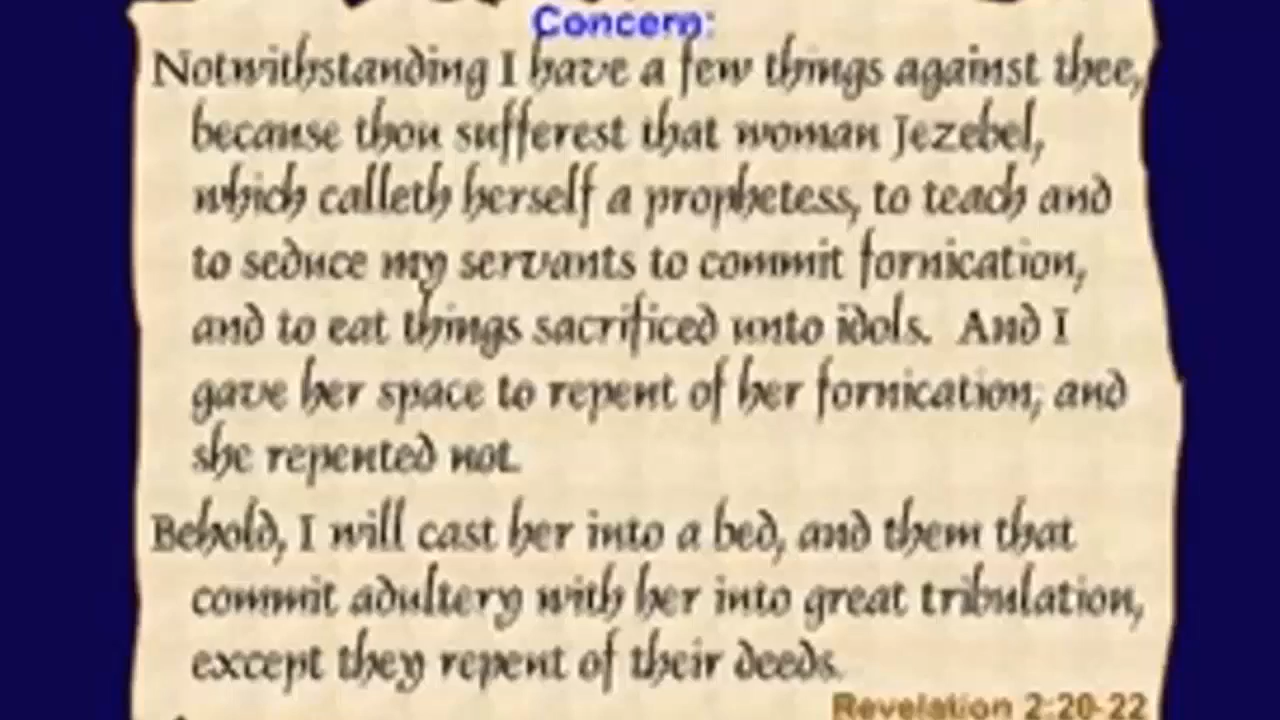 Concern:
Notwithstanding I have a few things against thee,
because thou sufferest that woman Jezebel,
which calleth herself a prophetess, to teach and
to seduce my servants to commit fornication,
and to eat things sacrificed unto idols. And I
gave her space to repent of her fornication; and
she repented not.
Behold, I will cast her into a bed, and them that
commit adultery with her into great tribulation,
except they repent of their deeds.
Revelation 2:20-22